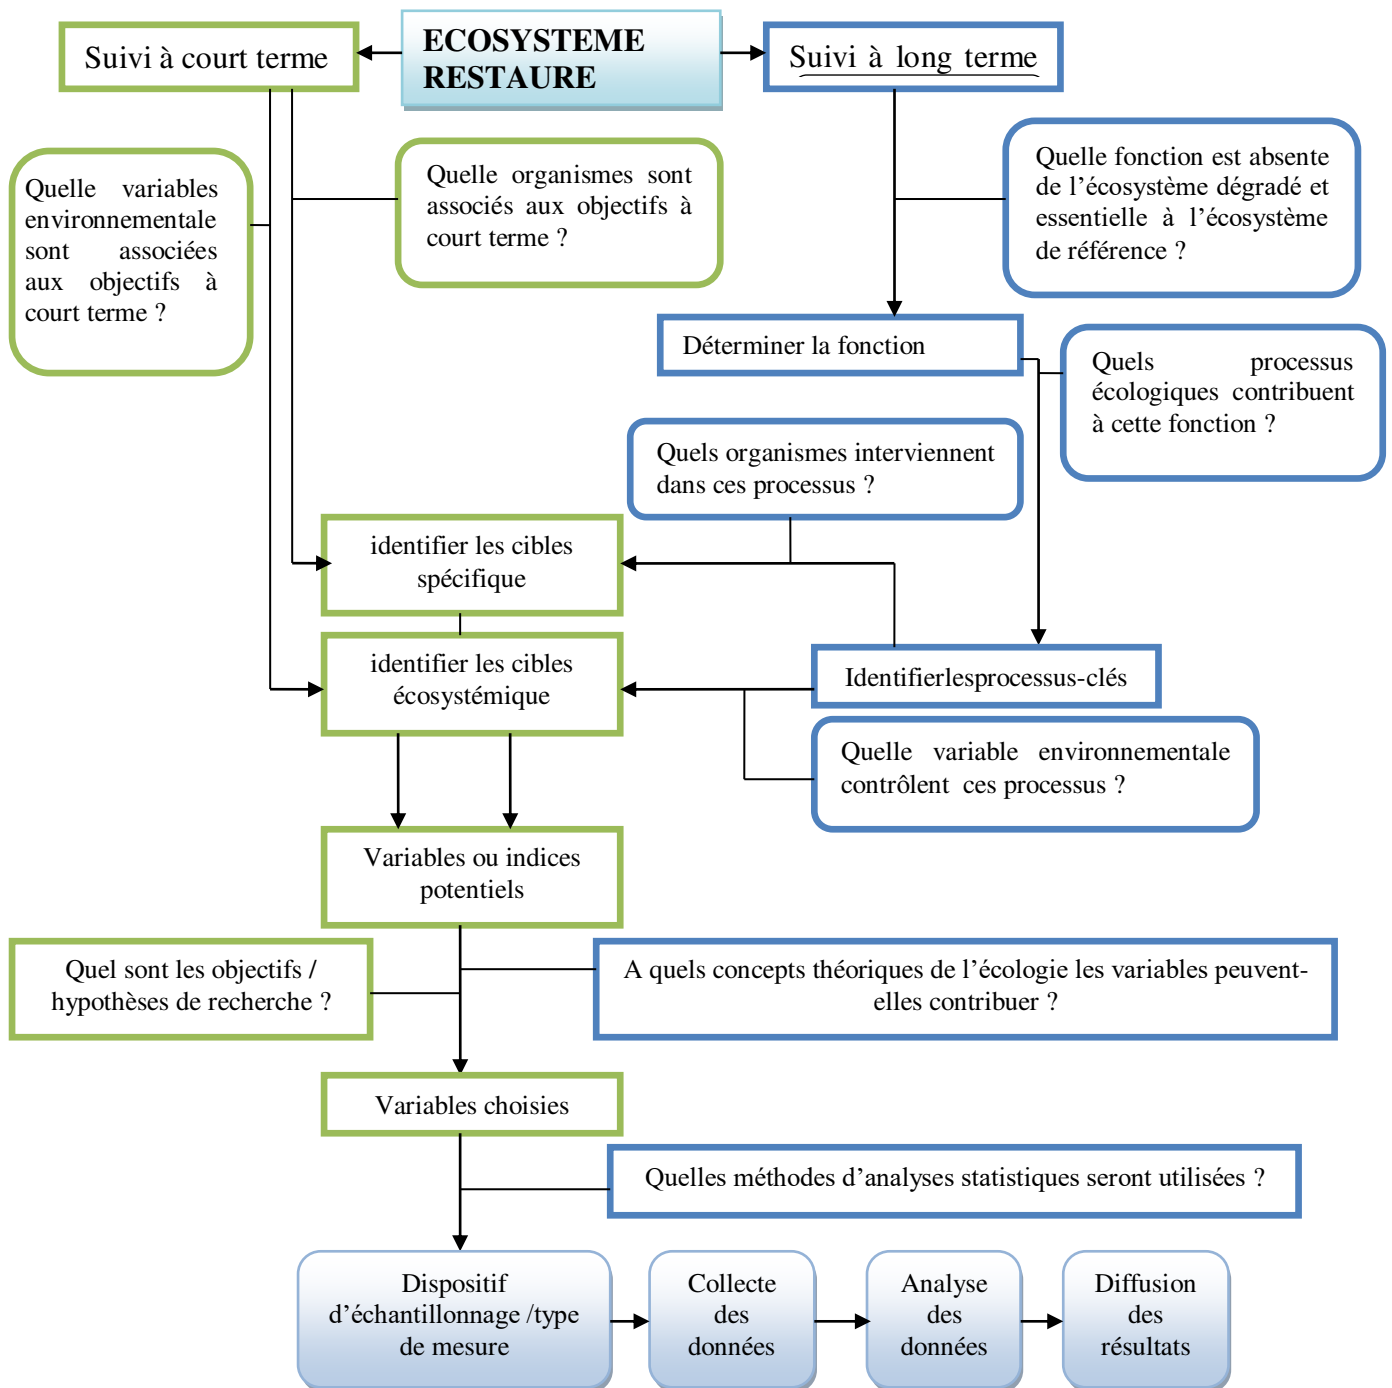 Suivi à court terme
ECOSYSTEME
RESTAURE
Suivi à long terme
Quelle variables
environnementale
sont associées
aux objectifs à
court terme ?
Quelle organismes sont
associés aux objectifs à
court terme ?
Quelle fonction est absente
de l’écosystème dégradé et
essentielle à l’écosystème
de référence ?
Déterminer la fonction
Quels processus
écologiques contribuent
à cette fonction ?
Quels organismes interviennent
dans ces processus ?
identifier les cibles
spécifique
identifier les cibles
écosystémique
Identifierlesprocessus-clés
Quelle variable environnementale
contrôlent ces processus ?
Variables ou indices
potentiels
Quel sont les objectifs /
hypothèses de recherche ?
A quels concepts théoriques de l’écologie les variables peuvent-
elles contribuer ?
Variables choisies
Quelles méthodes d’analyses statistiques seront utilisées ?
Dispositif
d’échantillonnage /type
de mesure
Collecte
des
données
Analyse
des
données
Diffusion
des
résultats